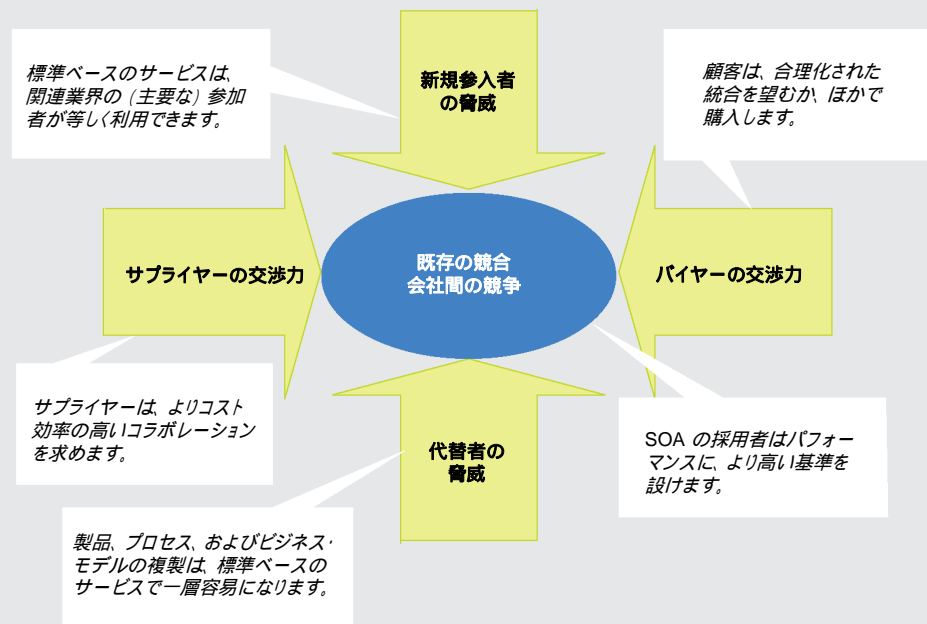 標準ベースのサービスは、
関連業界の (主要な) 参加
者が等しく利用できます。
新規参入者
の脅威
顧客は、合理化された
統合を望むか、ほかで
購入します。
サプライヤーの交渉力
既存の競合
会社間の競争
バイヤーの交渉力
サプライヤーは、よりコスト
効率の高いコラボレーション
を求めます。
代替者の
脅威
SOA の採用者はパフォー
マンスに、より高い基準を
設けます。
製品、プロセス、およびビジネス・
モデルの複製は、標準ベースの
サービスで一層容易になります。